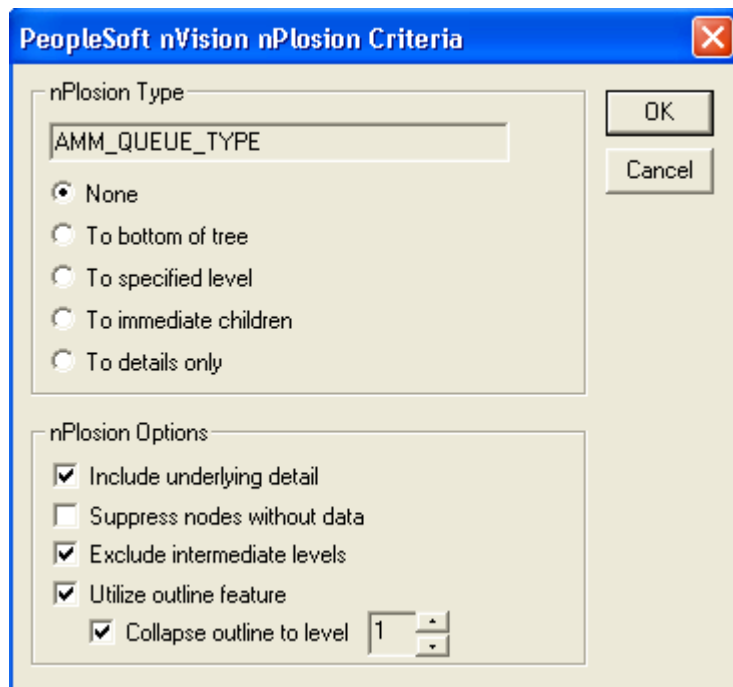 PeopleSoft nVision nPlosion Criteria
nPlosion Type
AMM_QUEUE_TYPE
None
To bottom of tree
To specified level
To immediate children
To details only
OK
Cancel
nPlosion Options
Include underlying detail
Suppress nodes without data
Exclude intermediate levels
Utilize outline feature
Collapse outline to level 1